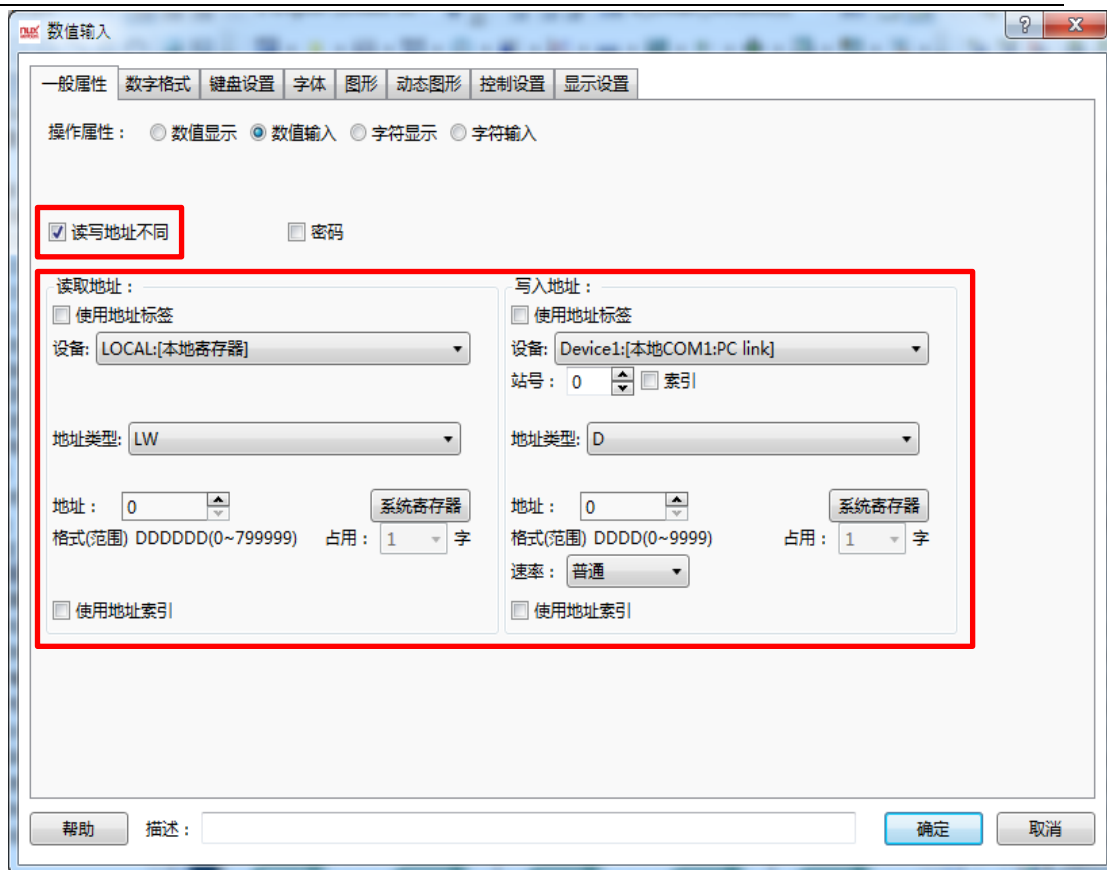 nux 数值输入
一般属性 数字格式 键盘设置 字体 图形 动态图形 控制设置 显示设置
操作属性： 数值显示 数值输入 字符显示 字符输入
读写地址不同 密码
读取地址：
使用地址标签
设备: LOCAL:[本地寄存器]
地址类型: LW
地址： 0 系统寄存器
格式(范围) DDDDDD(0~799999) 占用： 1 字
使用地址索引
写入地址：
使用地址标签
设备: Device1:[本地COM1:PC link]
站号： 0 索引
地址类型: D
地址： 0 系统寄存器
格式(范围) DDDD(0~9999) 占用： 1 字
速率： 普通
使用地址索引
帮助 描述： 确定 取消